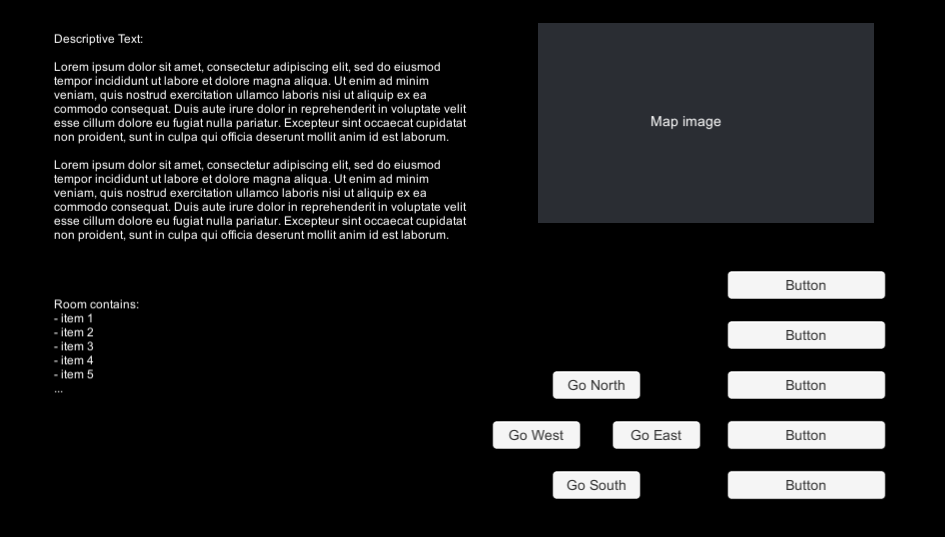 Descriptive Text:
Lorem ipsum dolor sit amet, consectetur adipiscing elit, sed do eiusmod
tempor incididunt ut labore et dolore magna aliqua. Ut enim ad minim
veniam, quis nostrud exercitation ullamco laboris nisi ut aliquip ex ea
commodo consequat. Duis aute irure dolor in reprehenderit in voluptate velit
esse cillum dolore eu fugiat nulla pariatur. Excepteur sint occaecat cupidatat
non proident, sunt in culpa qui officia deserunt mollit anim id est laborum.
Lorem ipsum dolor sit amet, consectetur adipiscing elit, sed do eiusmod
tempor incididunt ut labore et dolore magna aliqua. Ut enim ad minim
veniam, quis nostrud exercitation ullamco laboris nisi ut aliquip ex ea
commodo consequat. Duis aute irure dolor in reprehenderit in voluptate velit
esse cillum dolore eu fugiat nulla pariatur. Excepteur sint occaecat cupidatat
non proident, sunt in culpa qui officia deserunt mollit anim id est laborum.
Room contains:
- item 1
- item 2
- item 3
- item 4
- item 5
...
Map image
Go North
Go West
Go East
Go South
Button
Button
Button
Button
Button